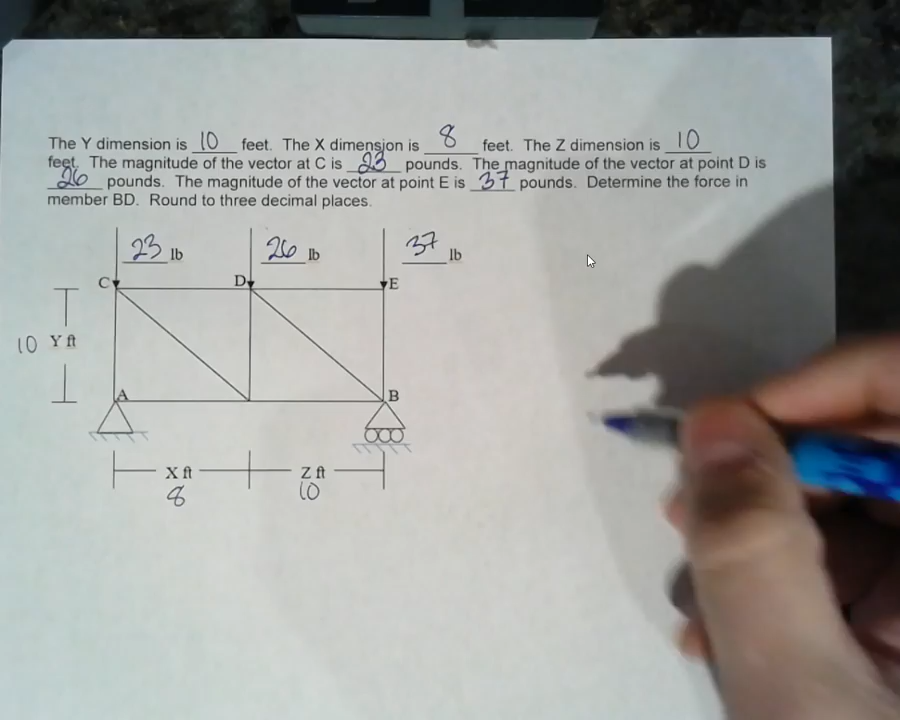 The Y dimension is 10 feet. The X dimension is 8 feet. The Z dimension is 10
feet. The magnitude of the vector at C is 23 pounds. The magnitude of the vector at point D is
26 pounds. The magnitude of the vector at point E is 37 pounds. Determine the force in
member BD. Round to three decimal places.
23 lb 26 lb 37 lb
C D E
10 Y ft
A B
X ft Z ft
8 10